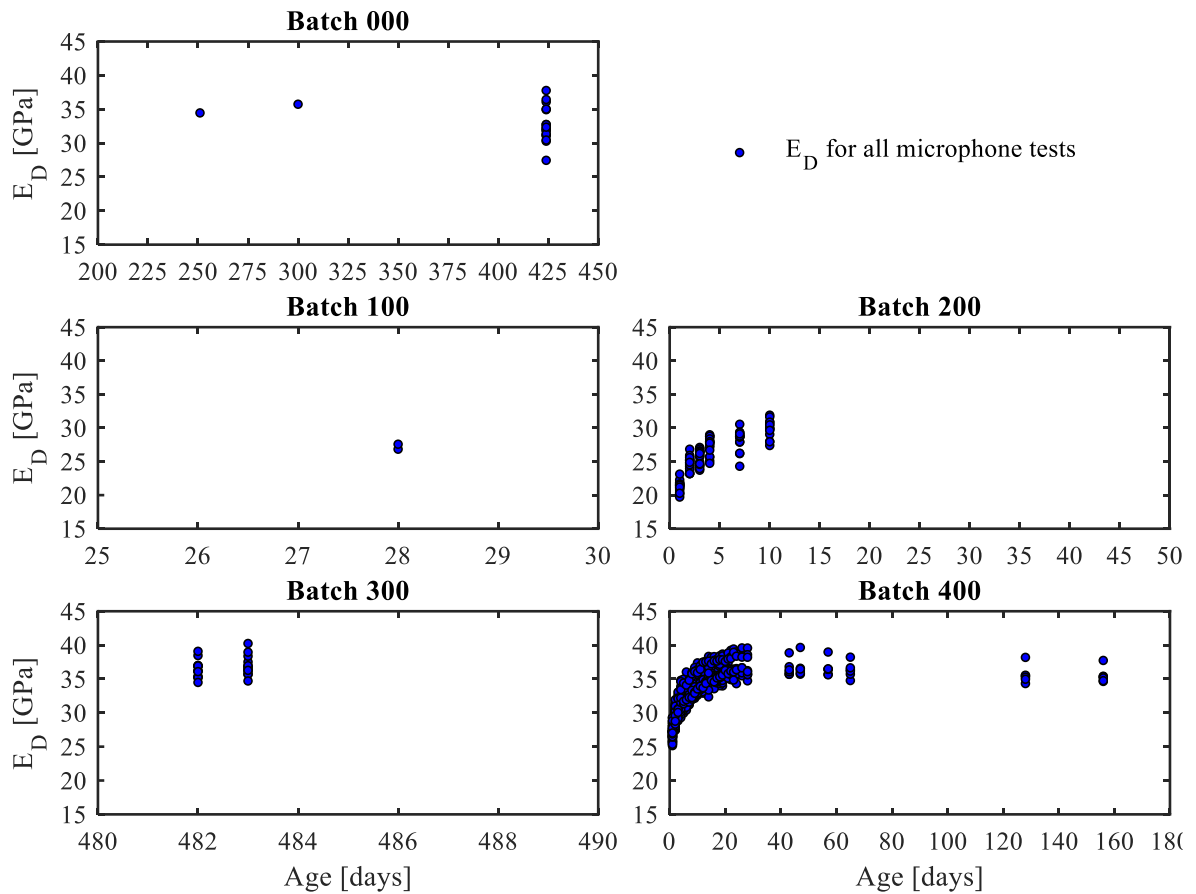 Batch 000
45
40
35
30
25
20
15
E_D [GPa]
200 225 250 275 300 325 350 375 400 425 450
E_D for all microphone tests
Batch 100
45
40
35
30
25
20
15
E_D [GPa]
25 26 27 28 29 30
Batch 200
45
40
35
30
25
20
15
0 5 10 15 20 25 30 35 40 45 50
Batch 300
45
40
35
30
25
20
15
E_D [GPa]
480 482 484 486 488 490
Age [days]
Batch 400
45
40
35
30
25
20
15
0 20 40 60 80 100 120 140 160 180
Age [days]